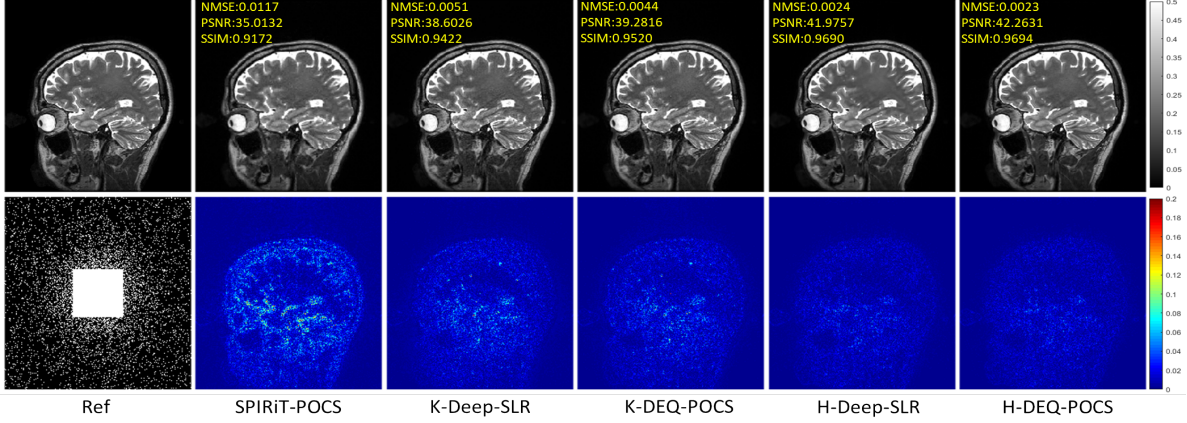 NMSE:0.0117
PSNR:35.0132
SSIM:0.9172
NMSE:0.0051
PSNR:38.6026
SSIM:0.9422
NMSE:0.0044
PSNR:39.2816
SSIM:0.9520
NMSE:0.0024
PSNR:41.9757
SSIM:0.9690
NMSE:0.0023
PSNR:42.2631
SSIM:0.9694
0.5
0.45
0.4
0.35
0.3
0.25
0.2
0.15
0.1
0.05
0
0.2
0.18
0.16
0.14
0.12
0.1
0.08
0.06
0.04
0.02
0
Ref
SPIRiT-POCS
K-Deep-SLR
K-DEQ-POCS
H-Deep-SLR
H-DEQ-POCS